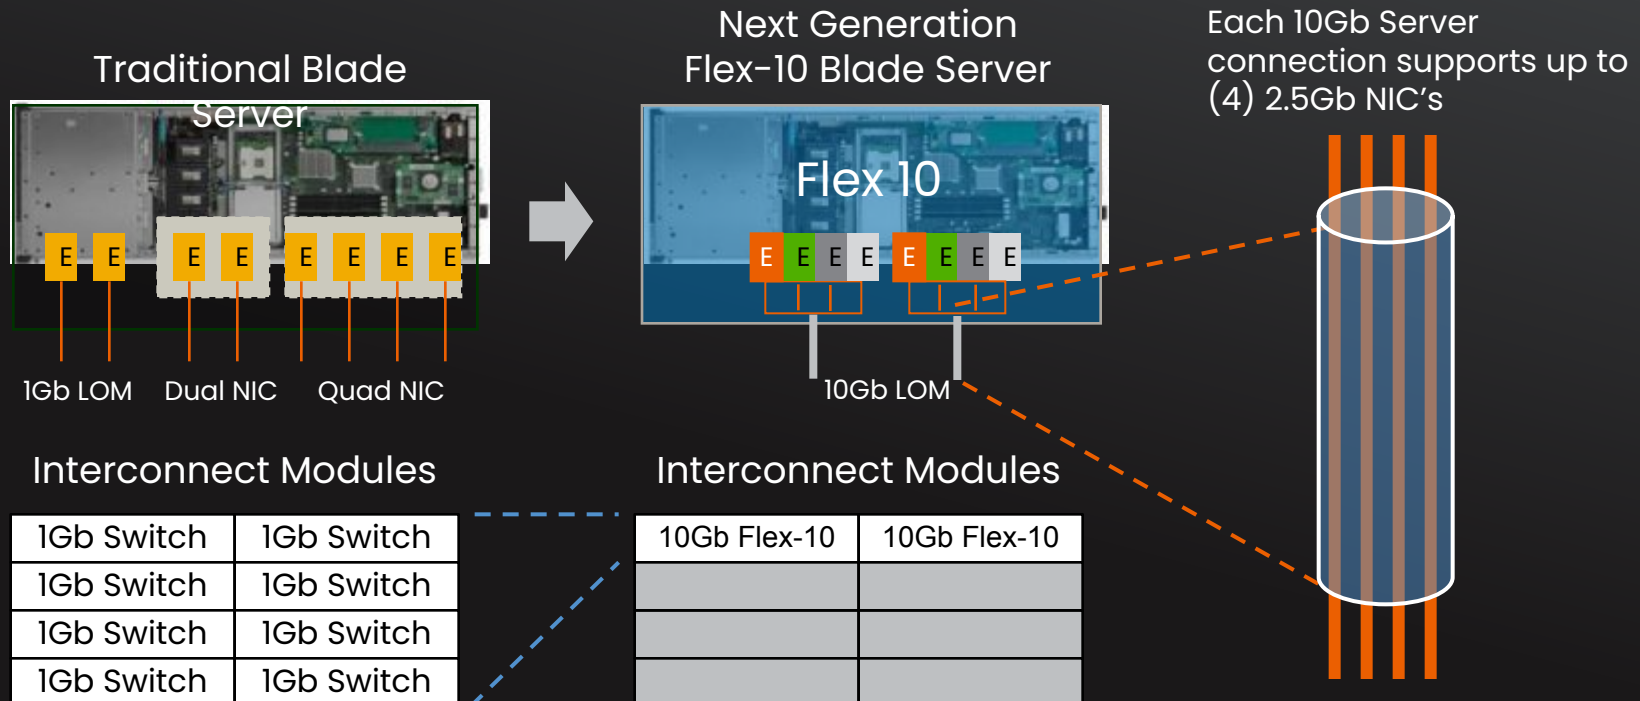 Traditional Blade
Server
E E E E E E E E
1Gb LOM Dual NIC Quad NIC
Next Generation
Flex-10 Blade Server
Flex 10
E E E E E E E E
10Gb LOM
Each 10Gb Server
connection supports up to
(4) 2.5Gb NIC's
Interconnect Modules
1Gb Switch 1Gb Switch
1Gb Switch 1Gb Switch
1Gb Switch 1Gb Switch
1Gb Switch 1Gb Switch
Interconnect Modules
10Gb Flex-10 10Gb Flex-10